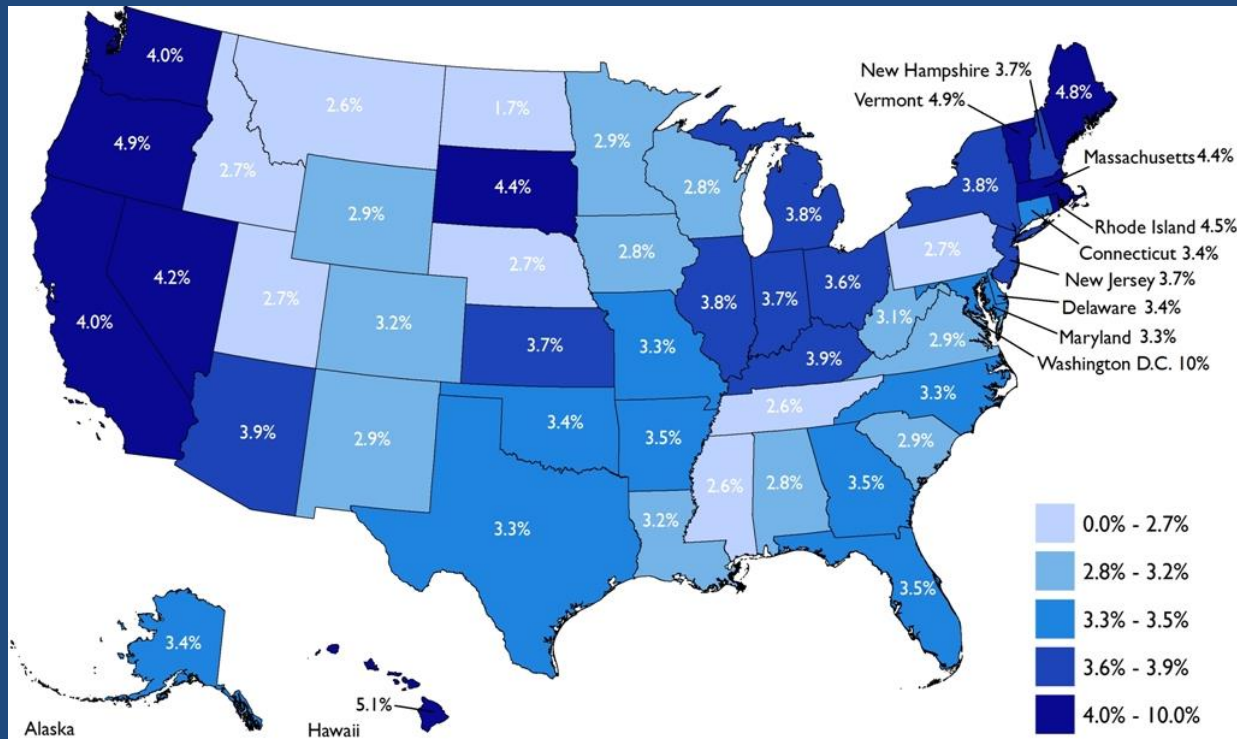 4.0%
2.6%
1.7%
2.9%
New Hampshire 3.7%
Vermont 4.9%
4.8%
4.9%
2.7%
2.9%
4.4%
2.8%
3.8%
3.8%
Massachusetts 4.4%
Rhode Island 4.5%
Connecticut 3.4%
New Jersey 3.7%
Delaware 3.4%
Maryland 3.3%
Washington D.C. 10%
4.0%
4.2%
2.7%
3.2%
2.7%
2.8%
3.8%
3.7%
3.6%
2.7%
3.7%
3.3%
3.9%
3.1%
2.9%
3.9%
2.9%
3.4%
3.5%
2.6%
3.3%
2.9%
3.3%
3.2%
2.6%
2.8%
3.5%
3.5%
3.4%
Alaska
5.1%
Hawaii
0.0% - 2.7%
2.8% - 3.2%
3.3% - 3.5%
3.6% - 3.9%
4.0% - 10.0%